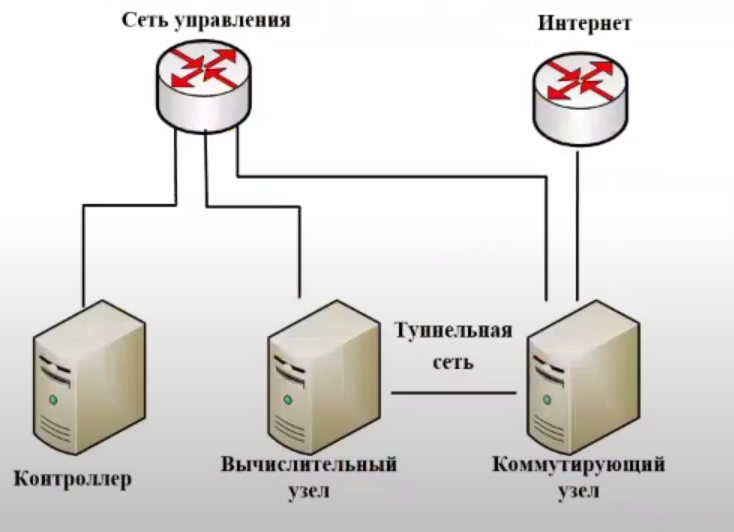 Сеть управления
Интернет
Туннельная
сеть
Контроллер
Вычислительный
узел
Коммутирующий
узел